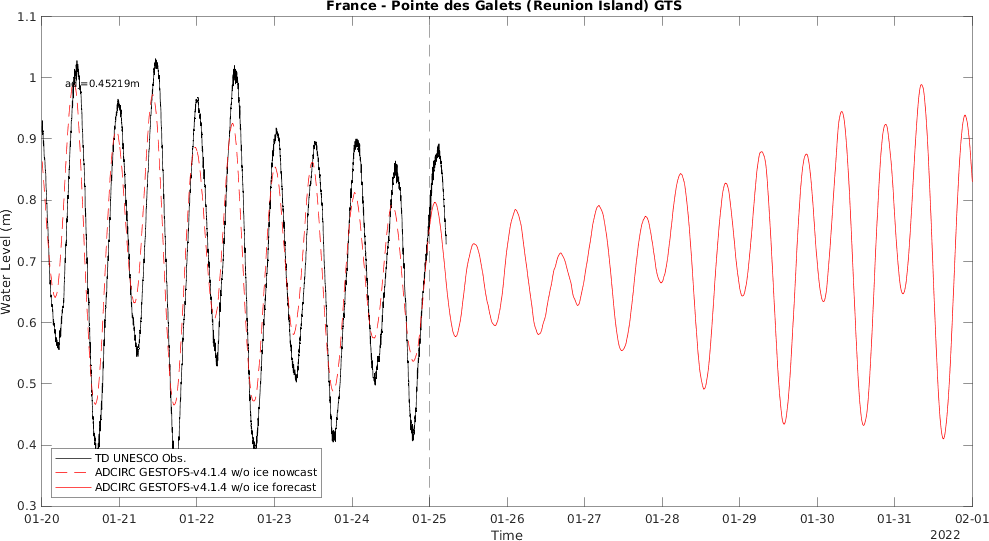 France - Pointe des Galets (Reunion Island) GTS
1.1
1
0.9
0.8
0.7
0.6
0.5
0.4
0.3
Water Level (m)
=0.45219m
TD UNESCO Obs.
ADCIRC GESTOFS-v4.1.4 w/o ice nowcast
ADCIRC GESTOFS-v4.1.4 w/o ice forecast
01-20 01-21 01-22 01-23 01-24 01-25 01-26 01-27 01-28 01-29 01-30 01-31 02-01
Time
2022